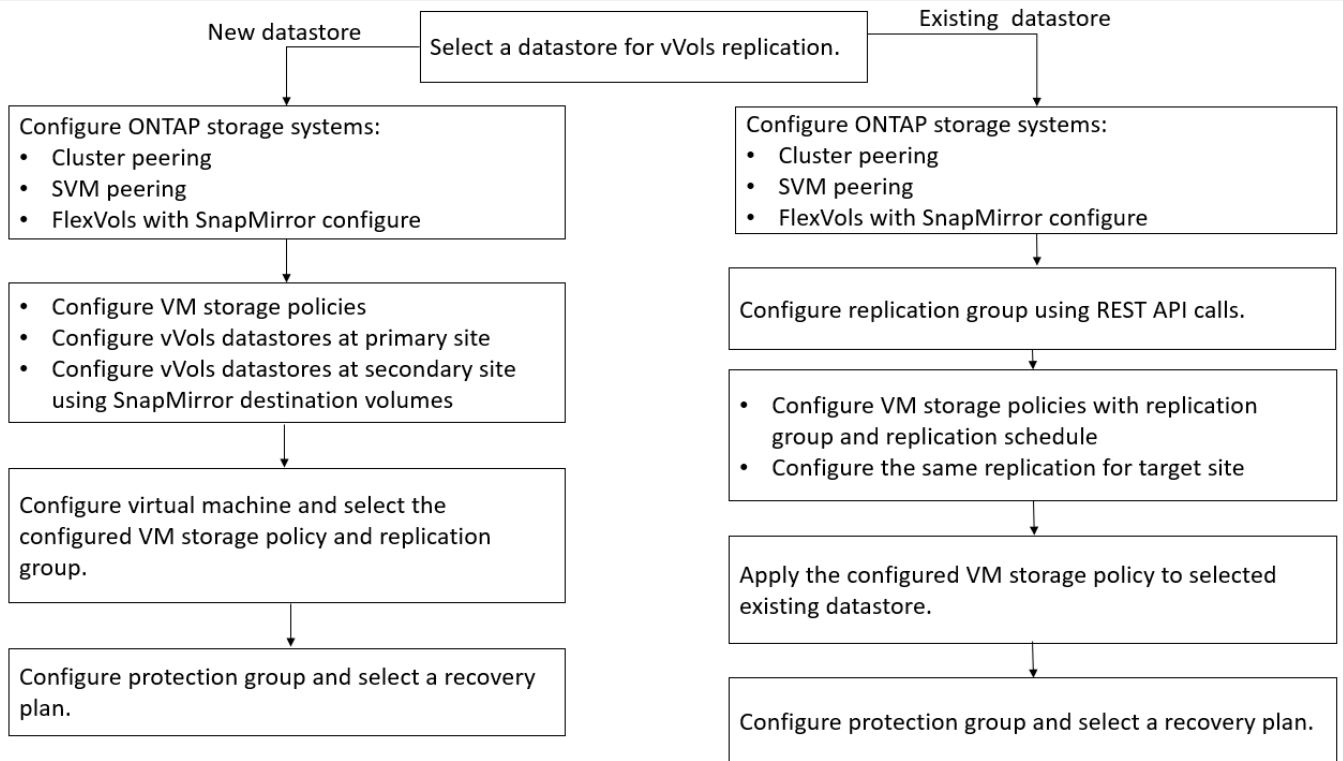 New datastore
Select a datastore for vVols replication.
Existing datastore
Configure ONTAP storage systems:
• Cluster peering
• SVM peering
• FlexVols with SnapMirror configure
• Configure VM storage policies
• Configure vVols datastores at primary site
• Configure vVols datastores at secondary site
using SnapMirror destination volumes
Configure virtual machine and select the
configured VM storage policy and replication
group.
Configure protection group and select a recovery
plan.
Configure ONTAP storage systems:
• Cluster peering
• SVM peering
• FlexVols with SnapMirror configure
Configure replication group using REST API calls.
• Configure VM storage policies with replication
group and replication schedule
• Configure the same replication for target site
Apply the configured VM storage policy to selected
existing datastore.
Configure protection group and select a recovery plan.